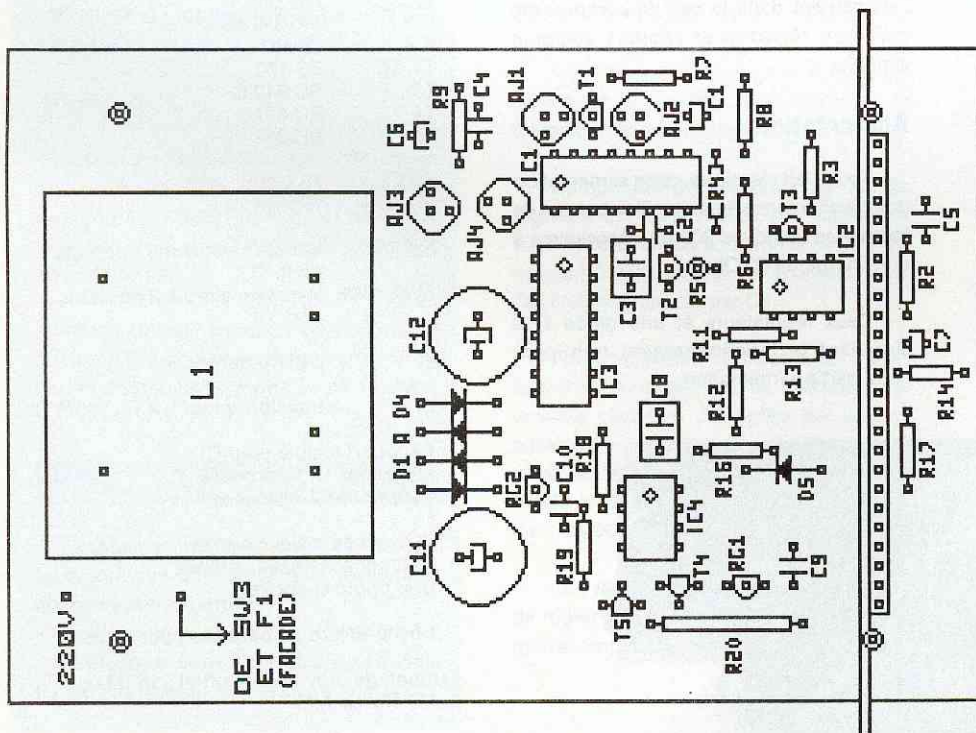 220V
DE SW3
ET F1
(FACADE)
L1
C11
D1 A D4
C12
AJ3
AJ4
C6
R9
C4
AJ1
T1
R7
AJ2
C1
IC1
R4
R8
R3
C2
C3
T2
R5
R6
T3
IC2
IC3
RG2
C10
R18
R19
C8
R11
R12
R13
IC4
T5
T4
RG1
R16
D5
C9
R20
R17
R14
C7
R2
C5